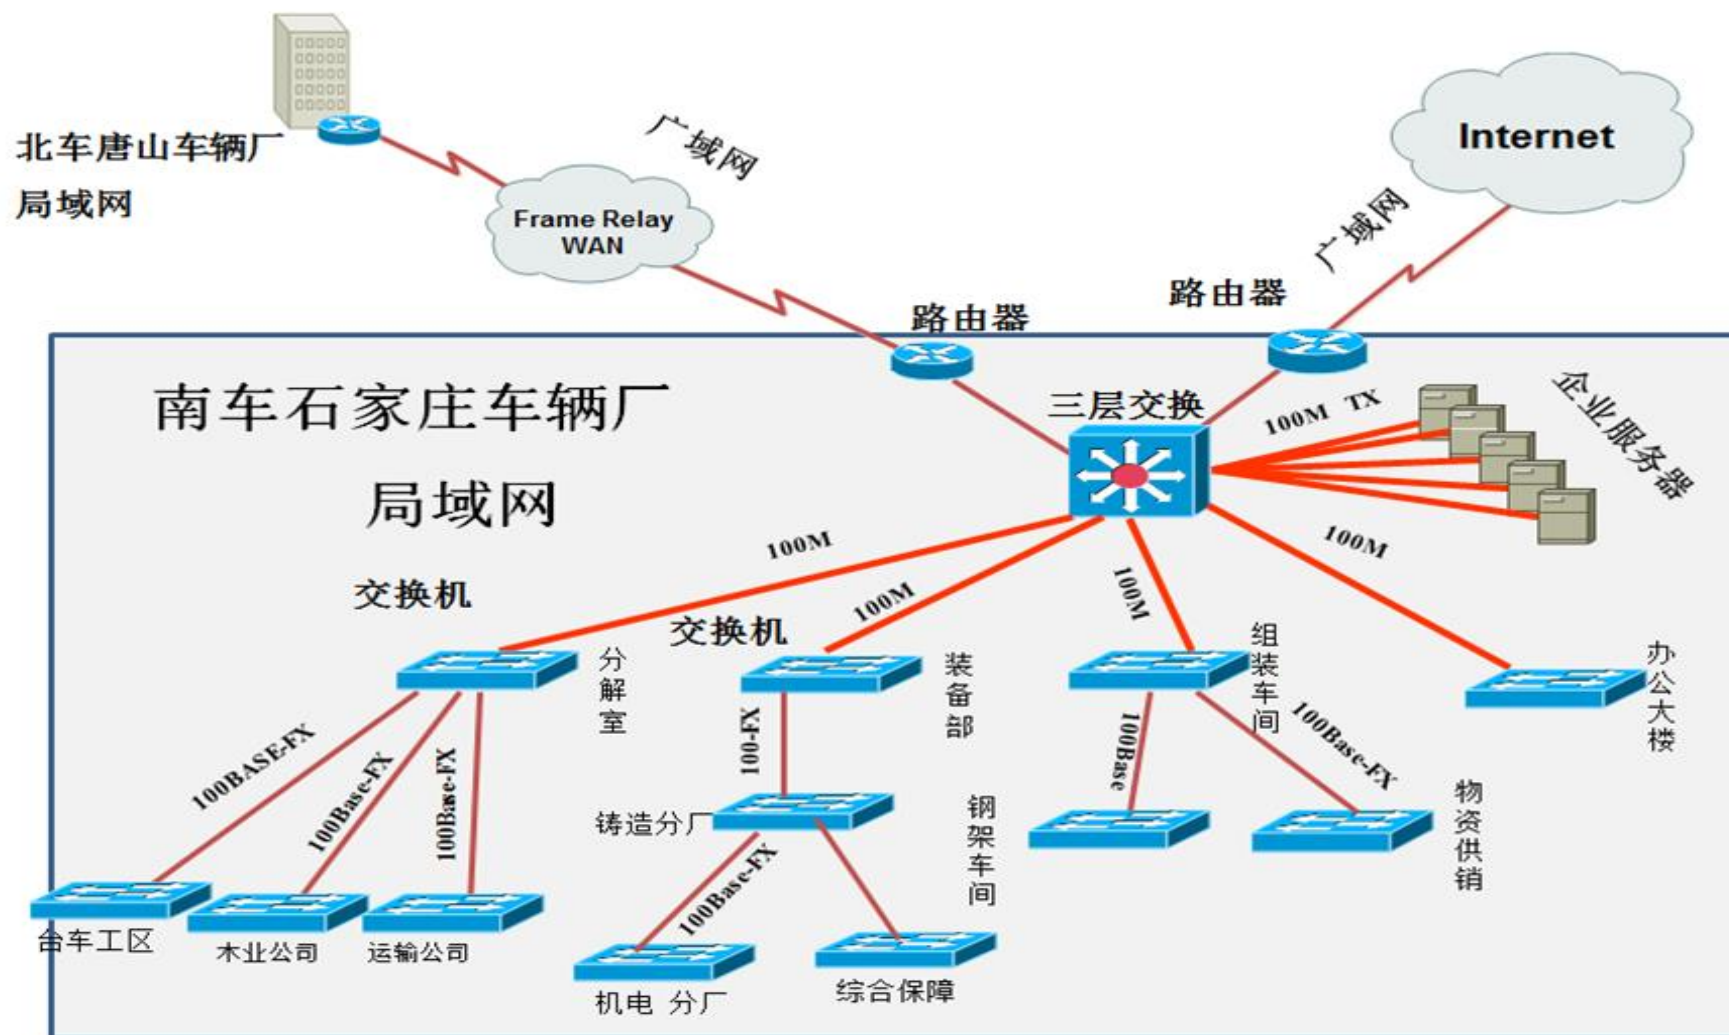 北车唐山车辆厂
局域网
广域网
Frame Relay
WAN
Internet
广域网
路由器
路由器
南车石家庄车辆厂
局域网
三层交换
100M TX
企业服务器
100M
100M
100M
100M
交换机
交换机
分解室
装备部
组装车间
办公大楼
100BASE-FX
100Base-FX
100Base-FX
100-FX
100Base
100Base-FX
铸造分厂
钢架车间
物资供销
100Base-FX
台车工区
木业公司
运输公司
机电 分厂
综合保障